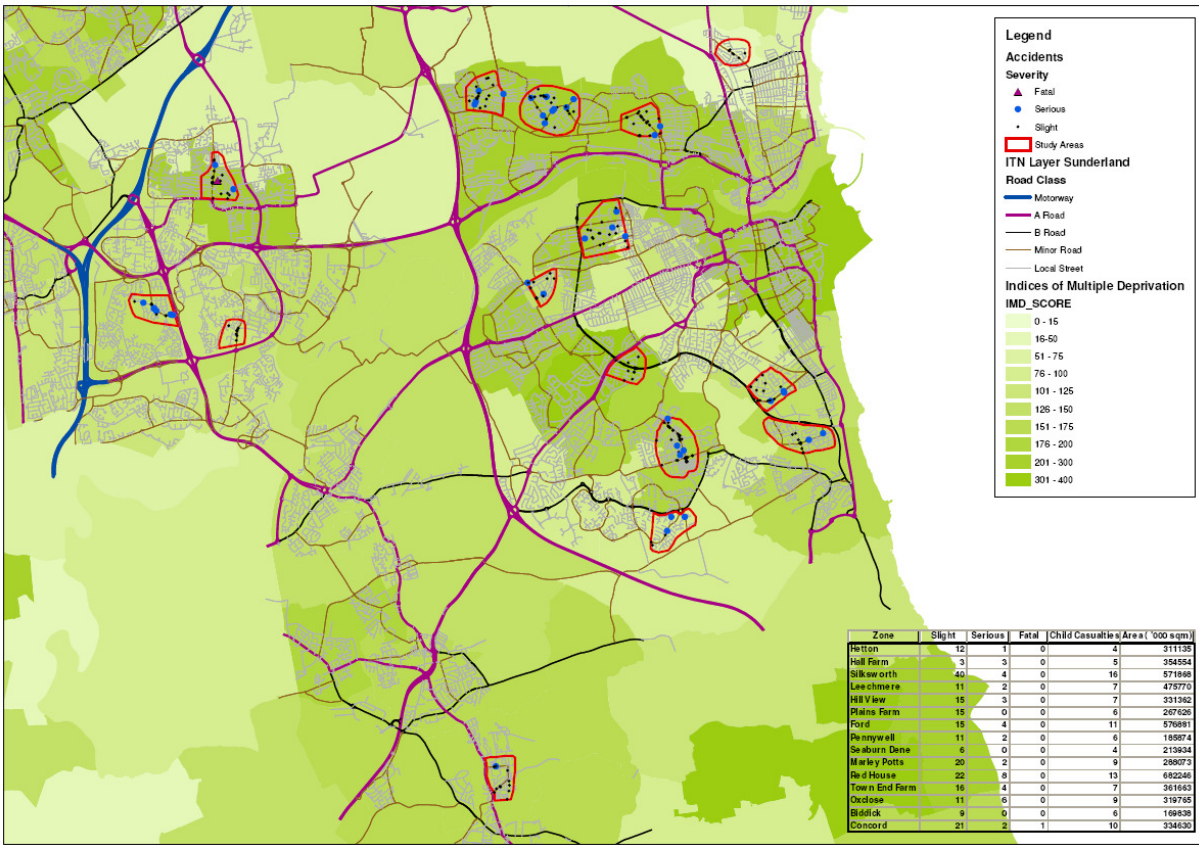 Legend
Accidents
Severity
Fatal
Serious
Slight
Study Areas
ITN Layer Sunderland
Road Class
Motorway
A Road
B Road
Minor Road
Local Street
Indices of Multiple Deprivation
IMD_SCORE
0 - 15
16-50
51 - 75
76 - 100
101 - 125
126 - 150
151 - 175
176 - 200
201 - 300
301 - 400
Zone Slight Serious Fatal Child Casualties Area ( '000 sqm)
Hetton 12 1 0 4 311135
Hall Farm 3 3 0 5 354554
Silksworth 40 4 0 16 571868
Leechmere 11 2 0 7 475770
Hill View 15 3 0 7 331362
Plains Farm 15 0 0 6 267626
Ford 15 4 0 11 576881
Pennywell 11 2 0 6 185874
Seaburn Dene 6 0 0 4 213934
Marley Potts 20 2 0 9 288073
Red House 22 8 0 13 682246
Town End Farm 16 4 0 7 361663
Oxclose 11 6 0 9 319765
Biddick 9 0 0 6 169838
Concord 21 2 1 10 334630